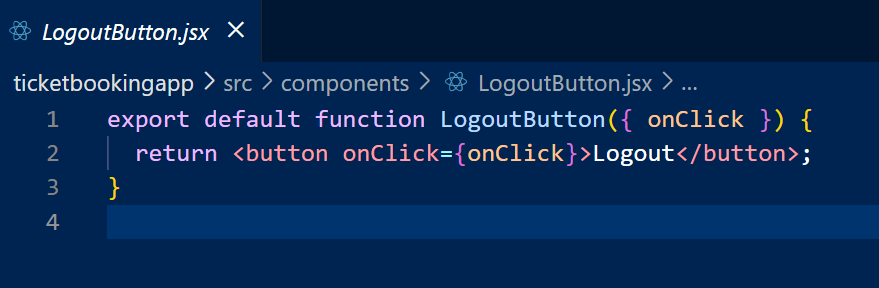 LogoutButton.jsx ×
ticketbookingapp > src > components > LogoutButton.jsx > ...
1 export default function LogoutButton({ onClick }) {
2   return <button onClick={onClick}>Logout</button>;
3 }
4